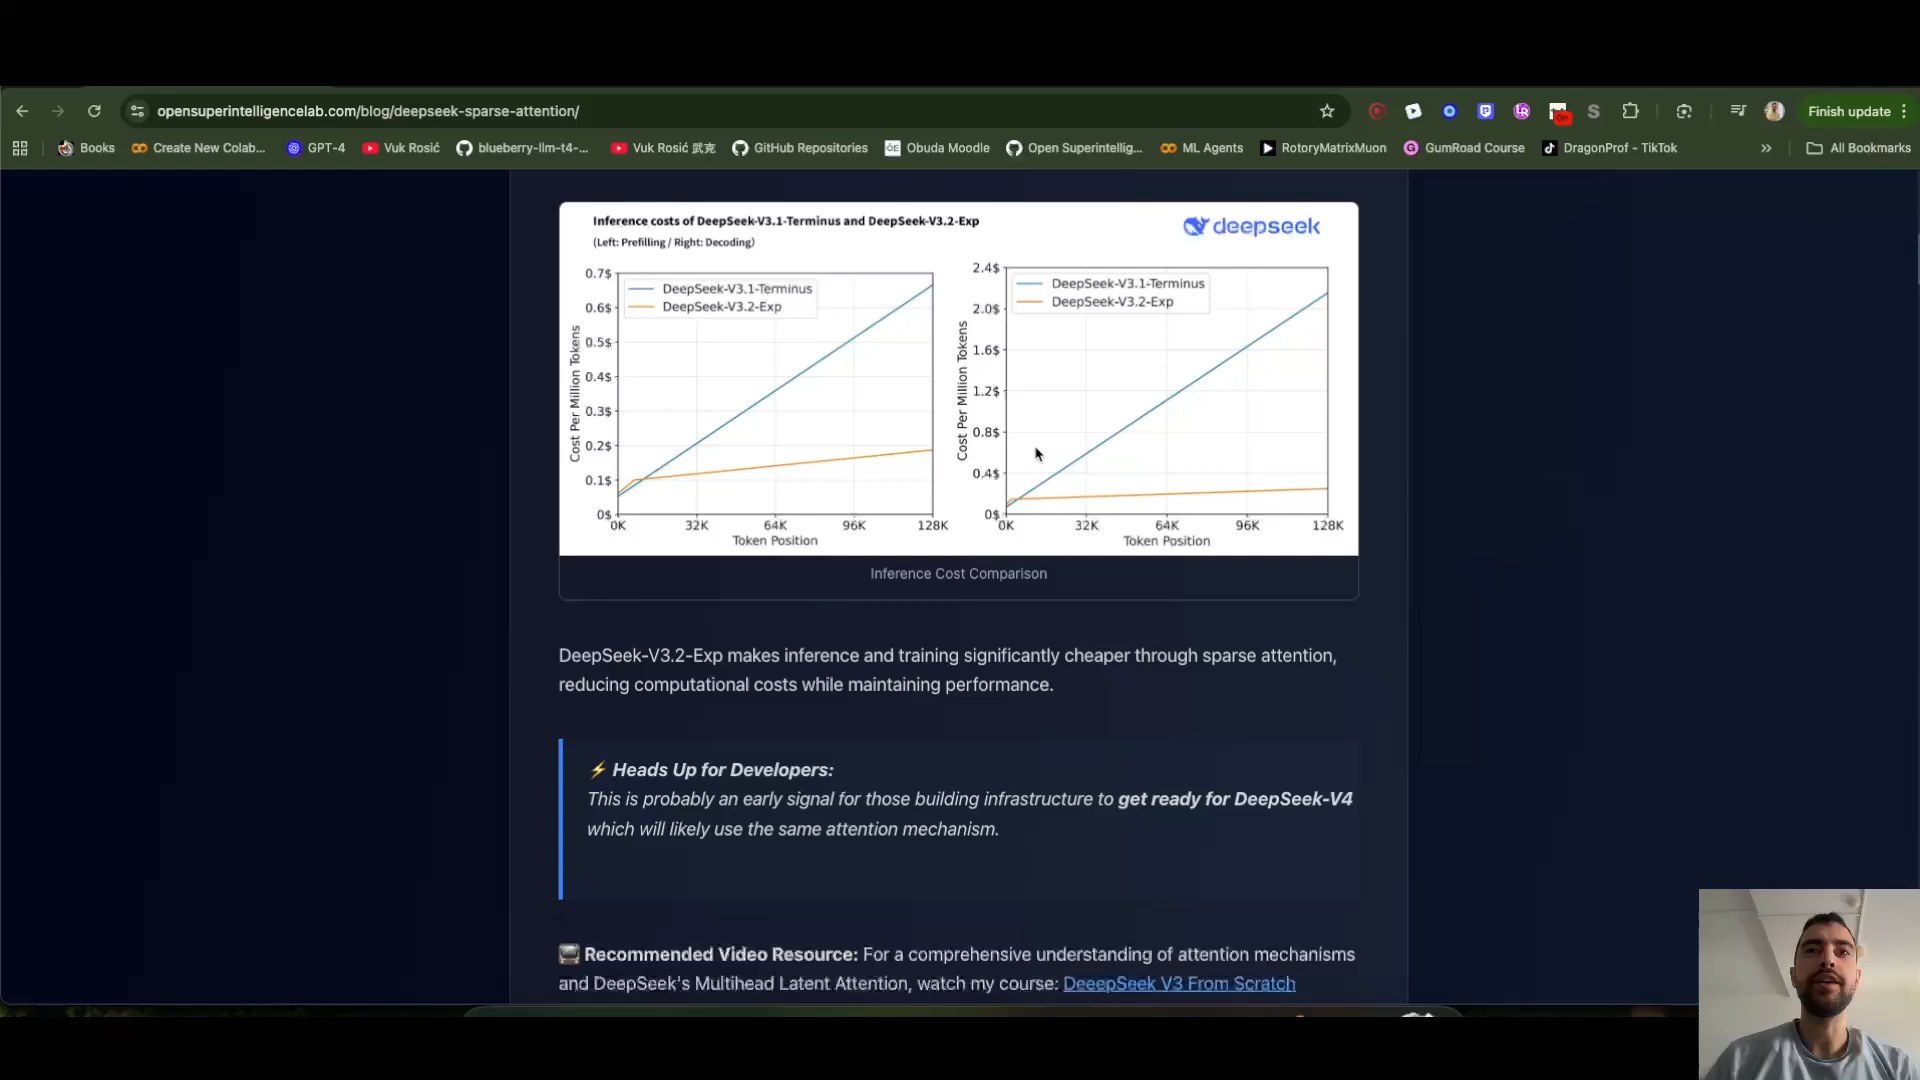 opensuperintelligencelab.com/blog/deepseek-sparse-attention/
Finish update
Books
Create New Colab...
GPT-4
Vuk Rosić
blueberry-llm-t4-...
Vuk Rosić 武克
GitHub Repositories
Obuda Moodle
Open Superintellig...
ML Agents
RotoryMatrixMuon
GumRoad Course
DragonProf - TikTok
All Bookmarks
Inference costs of DeepSeek-V3.1-Terminus and DeepSeek-V3.2-Exp
(Left: Prefilling / Right: Decoding)
deepseek
0.7$
0.6$
0.5$
0.4$
0.3$
0.2$
0.1$
0$
Cost Per Million Tokens
DeepSeek-V3.1-Terminus
DeepSeek-V3.2-Exp
0K 32K 64K 96K 128K
Token Position
2.4$
2.0$
1.6$
1.2$
0.8$
0.4$
0$
Cost Per Million Tokens
DeepSeek-V3.1-Terminus
DeepSeek-V3.2-Exp
0K 32K 64K 96K 128K
Token Position
Inference Cost Comparison
DeepSeek-V3.2-Exp makes inference and training significantly cheaper through sparse attention,
reducing computational costs while maintaining performance.
⚡ Heads Up for Developers:
This is probably an early signal for those building infrastructure to get ready for DeepSeek-V4
which will likely use the same attention mechanism.
Recommended Video Resource: For a comprehensive understanding of attention mechanisms
and DeepSeek's Multihead Latent Attention, watch my course: DeeepSeek V3 From Scratch